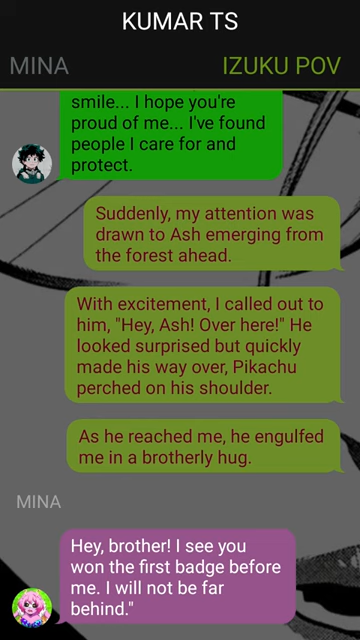 KUMAR TS
MINA
IZUKU POV
smile... I hope you're
proud of me... I've found
people I care for and
protect.
Suddenly, my attention was
drawn to Ash emerging from
the forest ahead.
With excitement, I called out to
him, "Hey, Ash! Over here!" He
looked surprised but quickly
made his way over, Pikachu
perched on his shoulder.
As he reached me, he engulfed
me in a brotherly hug.
MINA
Hey, brother! I see you
won the first badge before
me. I will not be far
behind."